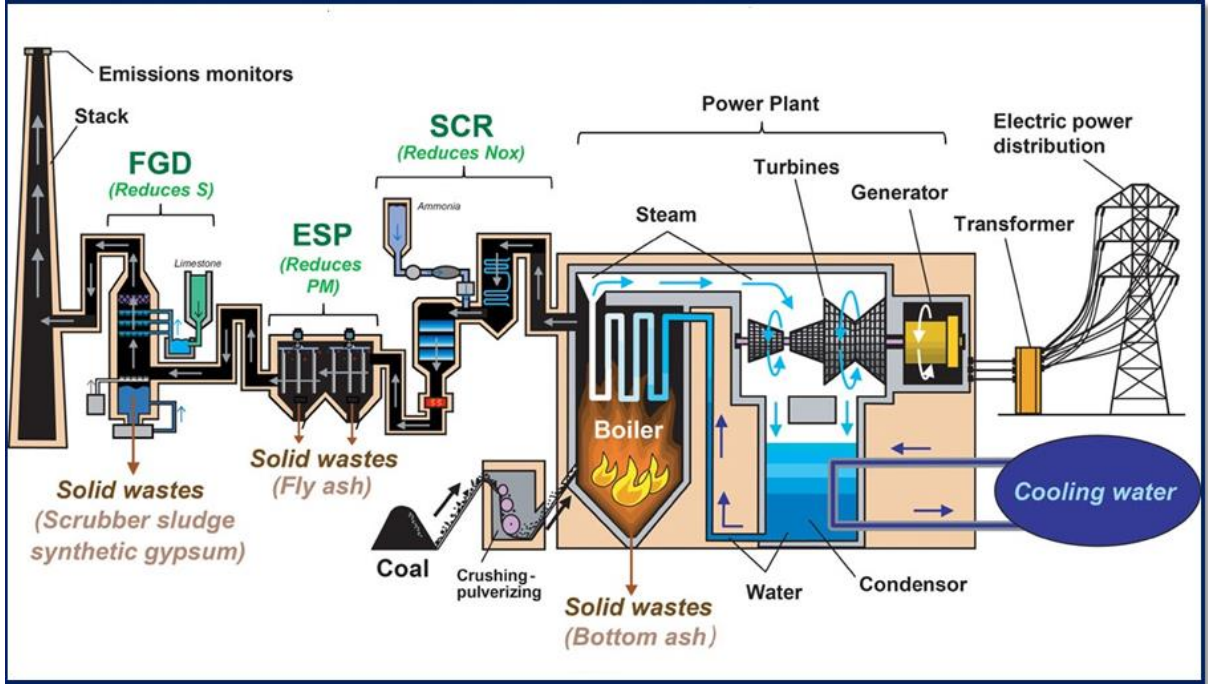 Emissions monitors
Stack
FGD
(Reduces S)
Limestone
ESP
(Reduces
PM)
SCR
(Reduces Nox)
Ammonia
Power Plant
Steam
Turbines
Generator
Electric power
distribution
Transformer
Boiler
Cooling water
Solid wastes
(Scrubber sludge
synthetic gypsum)
Solid wastes
(Fly ash)
Coal
Crushing-
pulverizing
Solid wastes
(Bottom ash)
Water
Condensor